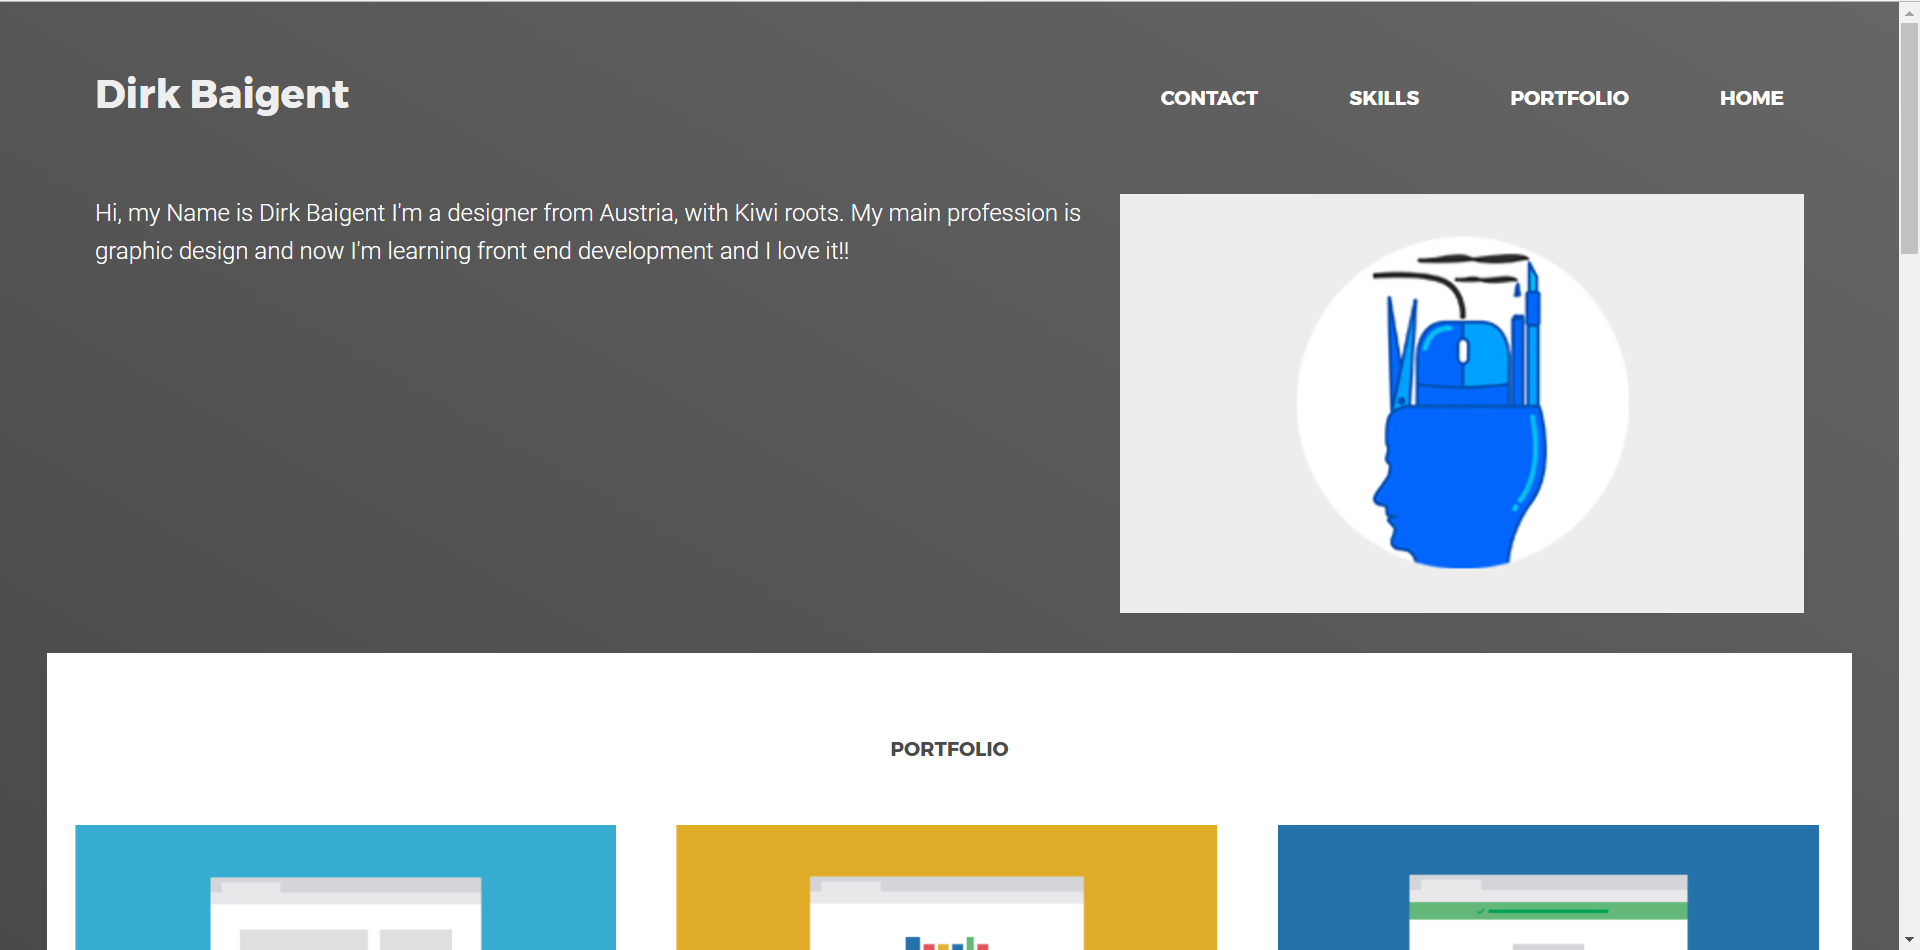 Dirk Baigent
CONTACT SKILLS PORTFOLIO HOME
Hi, my Name is Dirk Baigent I'm a designer from Austria, with Kiwi roots. My main profession is
graphic design and now I'm learning front end development and I love it!!
PORTFOLIO